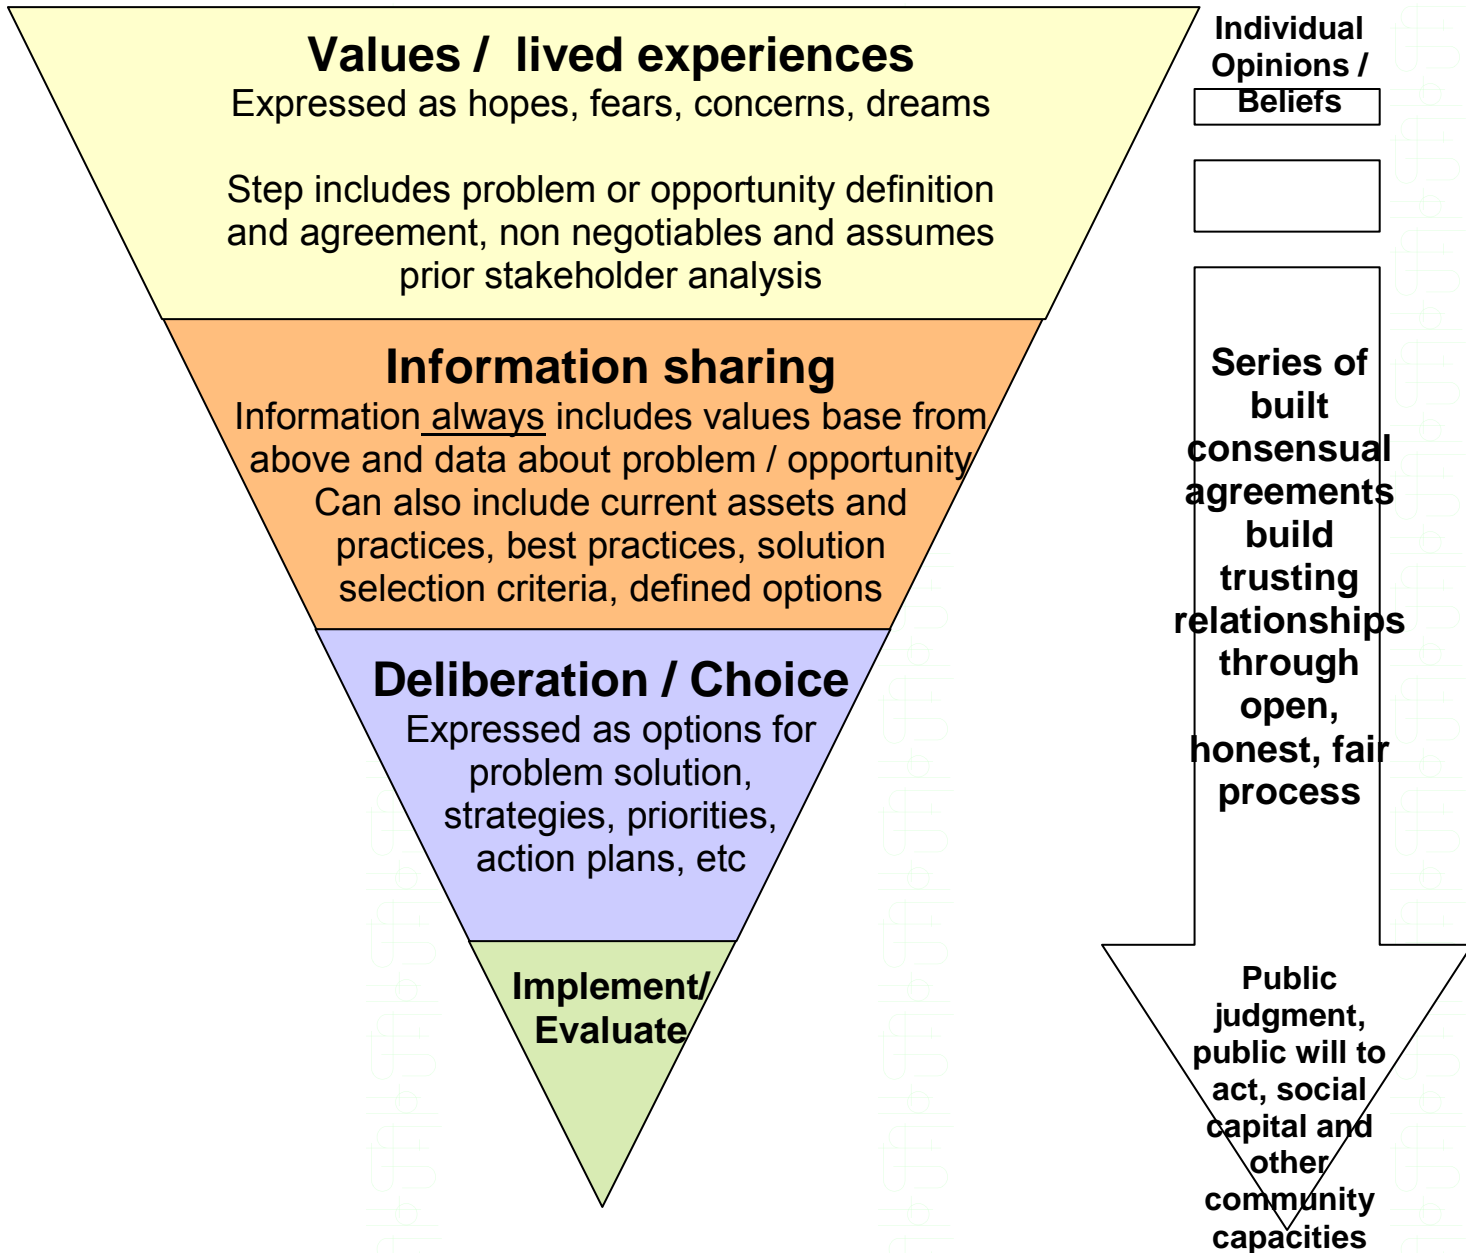 Values /  lived experiences
Expressed as hopes, fears, concerns, dreams
Step includes problem or opportunity definition
and agreement, non negotiables and assumes
prior stakeholder analysis
Information sharing
Information always includes values base from
above and data about problem / opportunity
Can also include current assets and
practices, best practices, solution
selection criteria, defined options
Deliberation / Choice
Expressed as options for
problem solution,
strategies, priorities,
action plans, etc
Implement/
Evaluate
Individual
Opinions /
Beliefs
Series of
built
consensual
agreements
build
trusting
relationships
through
open,
honest, fair
process
Public
judgment,
public will to
act, social
capital and
other
community
capacities